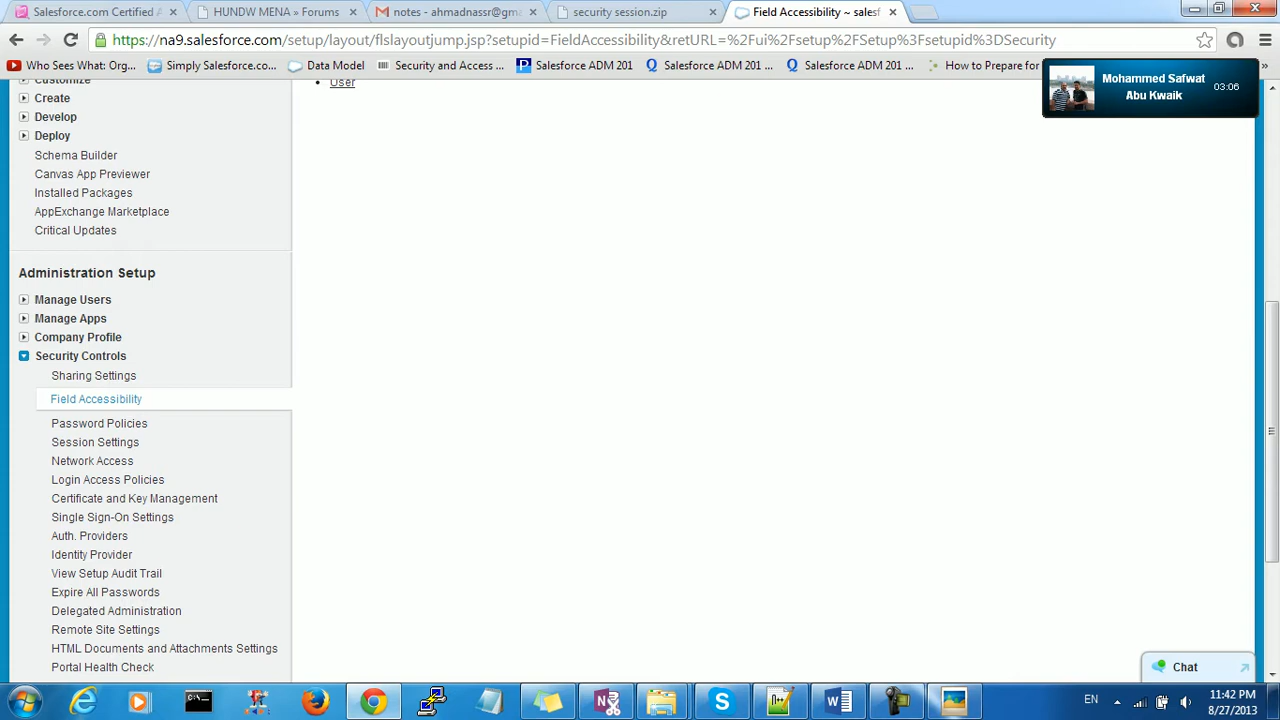 Salesforce.com Certified A
HUNDW MENA » Forums
notes - ahmadnassr@gm
security session.zip
Field Accessibility ~ salesf
https://na9.salesforce.com/setup/layout/flslayoutjump.jsp?setupid=FieldAccessibility&retURL=%2Fui%2Fsetup%2FSetup%3Fsetupid%3DSecurity
Who Sees What: Org...
Simply Salesforce.co...
Data Model
Security and Access ...
Salesforce ADM 201
Salesforce ADM 201 ...
Salesforce ADM 201 ...
How to Prepare for
Mohammed Safwat
Abu Kwaik
03:06
Customize
User
Create
Develop
Deploy
Schema Builder
Canvas App Previewer
Installed Packages
AppExchange Marketplace
Critical Updates
Administration Setup
Manage Users
Manage Apps
Company Profile
Security Controls
Sharing Settings
Field Accessibility
Password Policies
Session Settings
Network Access
Login Access Policies
Certificate and Key Management
Single Sign-On Settings
Auth. Providers
Identity Provider
View Setup Audit Trail
Expire All Passwords
Delegated Administration
Remote Site Settings
HTML Documents and Attachments Settings
Portal Health Check
Chat
EN
11:42 PM
8/27/2013